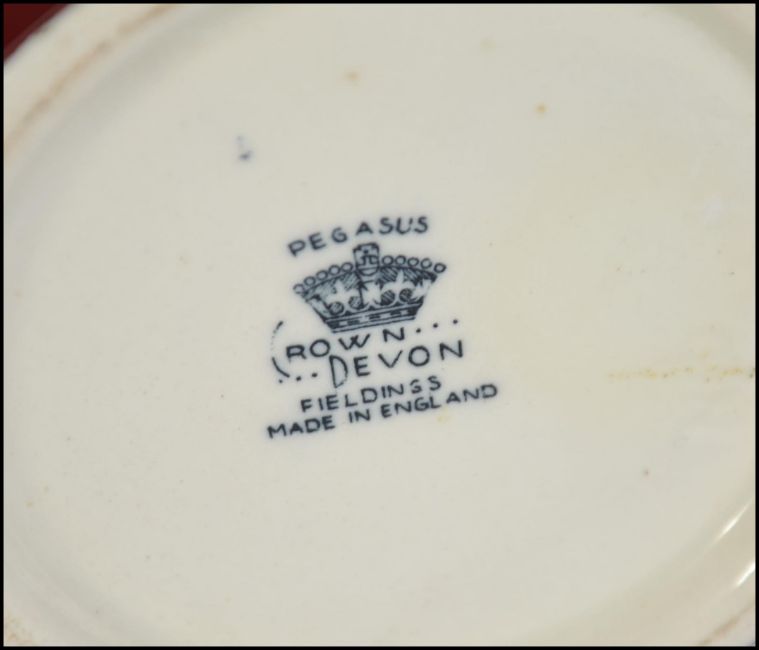 PEGASUS
CROWN...
...DEVON
FIELDINGS
MADE IN ENGLAND